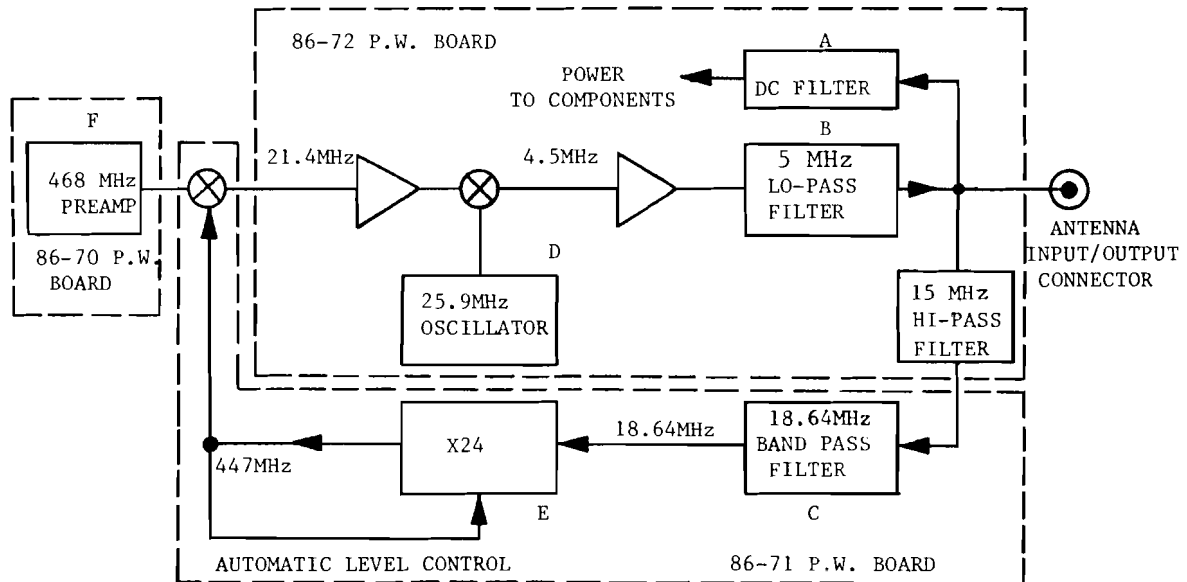 86-72 P.W. BOARD
A
POWER
TO COMPONENTS
DC FILTER
F
B
468 MHz
PREAMP
21.4MHz
4.5MHz
5 MHz
LO-PASS
FILTER
86-70 P.W.
BOARD
D
ANTENNA
INPUT/OUTPUT
CONNECTOR
25.9MHz
OSCILLATOR
15 MHz
HI-PASS
FILTER
X24
18.64MHz
18.64MHz
BAND PASS
FILTER
447MHz
E
C
AUTOMATIC LEVEL CONTROL
86-71 P.W. BOARD